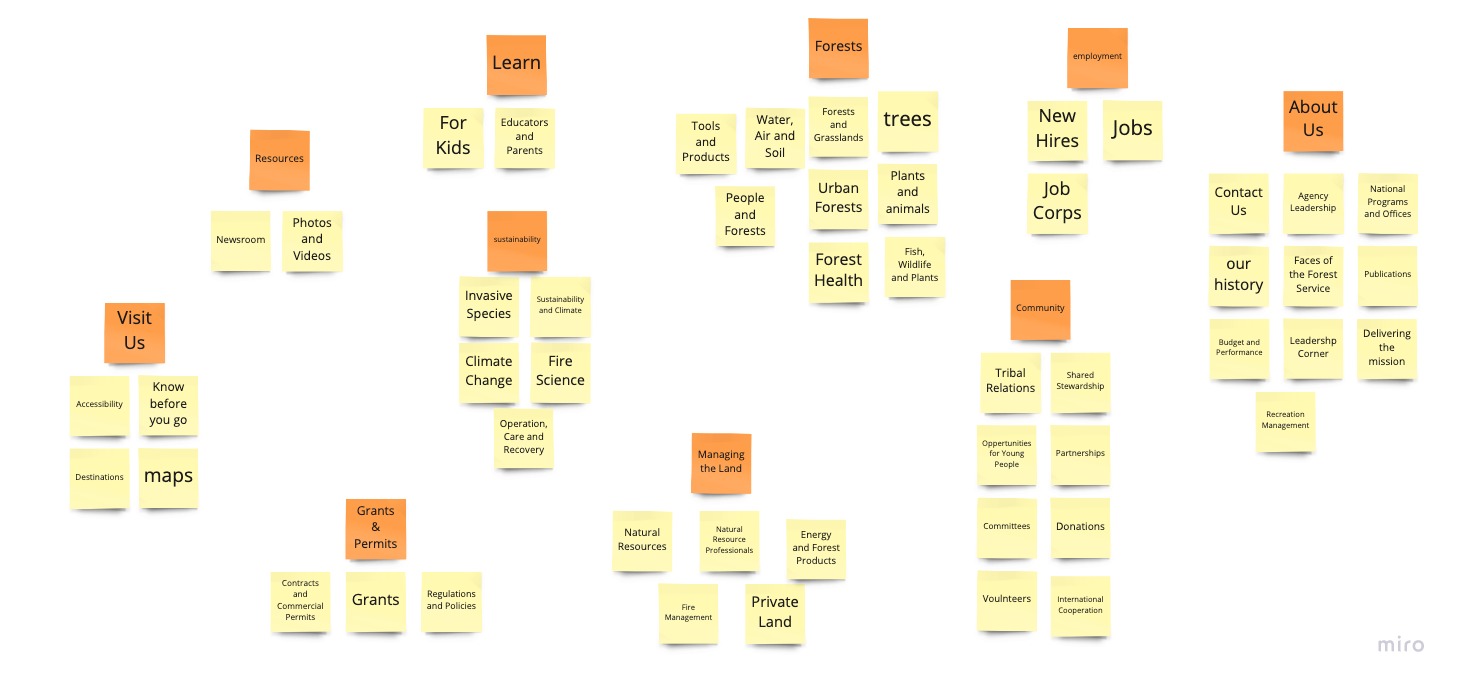 Visit
Us
Accessibility
Know
before
you go
Destinations
maps
Resources
Newsroom
Photos
and
Videos
Grants
&
Permits
Contracts
and
Commercial
Permits
Grants
Regulations
and Policies
Learn
For
Kids
Educators
and
Parents
sustainability
Invasive
Species
Sustainability
and Climate
Climate
Change
Fire
Science
Operation,
Care and
Recovery
Forests
Tools
and
Products
Water,
Air and
Soil
Forests
and
Grasslands
trees
People
and
Forests
Urban
Forests
Plants
and
animals
Forest
Health
Fish,
Wildlife
and Plants
Managing
the Land
Natural
Resources
Natural
Resource
Professionals
Energy
and Forest
Products
Fire
Management
Private
Land
employment
New
Hires
Jobs
Job
Corps
Community
Tribal
Relations
Shared
Stewardship
Oppertunities
for Young
People
Partnerships
Committees
Donations
Voulnteers
International
Cooperation
About
Us
Contact
Us
Agency
Leadership
National
Programs
and Offices
our
history
Faces of
the Forest
Service
Publications
Budget and
Performance
Leadershp
Corner
Delivering
the
mission
Recreation
Management
miro